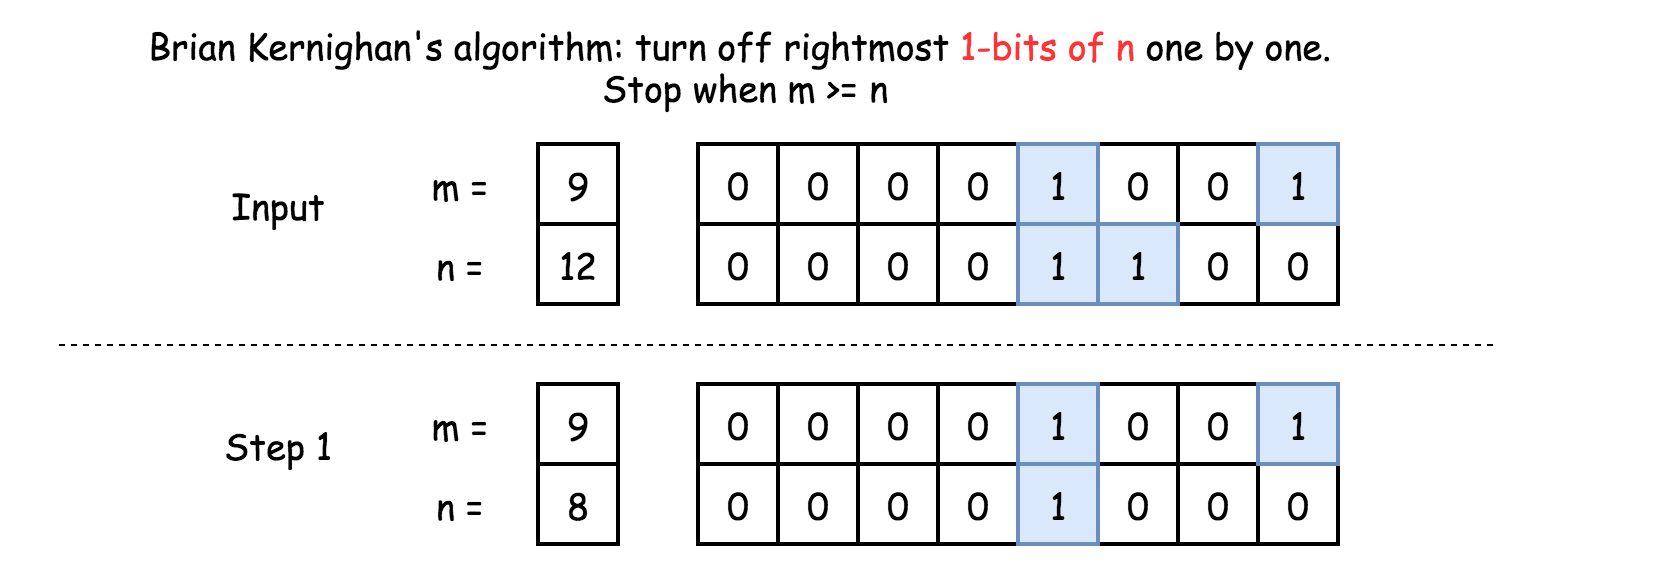 Brian Kernighan's algorithm: turn off rightmost 1-bits of n one by one.
Stop when m >= n
Input
m = 9 0 0 0 0 1 0 0 1
n = 12 0 0 0 0 1 1 0 0
Step 1
m = 9 0 0 0 0 1 0 0 1
n = 8 0 0 0 0 1 0 0 0